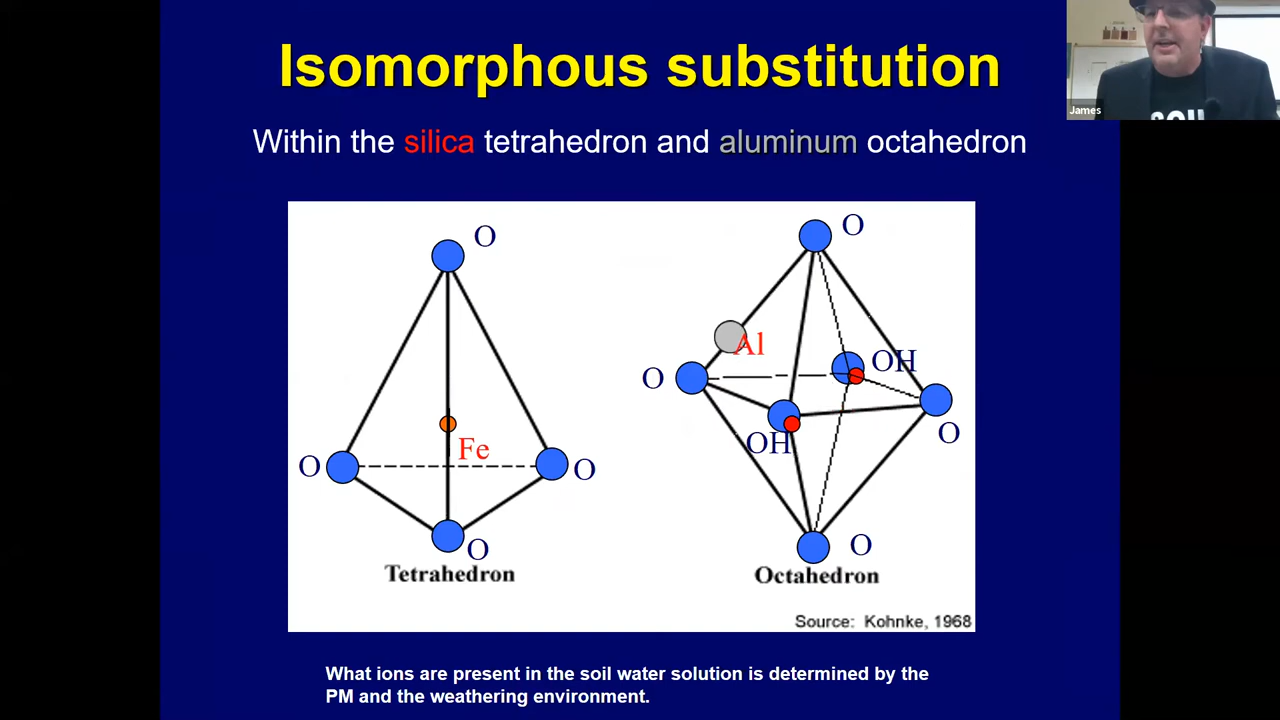 Isomorphous substitution
James
SOIL
Within the silica tetrahedron and aluminum octahedron
O
O
Al
O
OH
Fe
OH
O
O
O
O
O
Tetrahedron
Octahedron
Source: Kohnke, 1968
What ions are present in the soil water solution is determined by the
PM and the weathering environment.